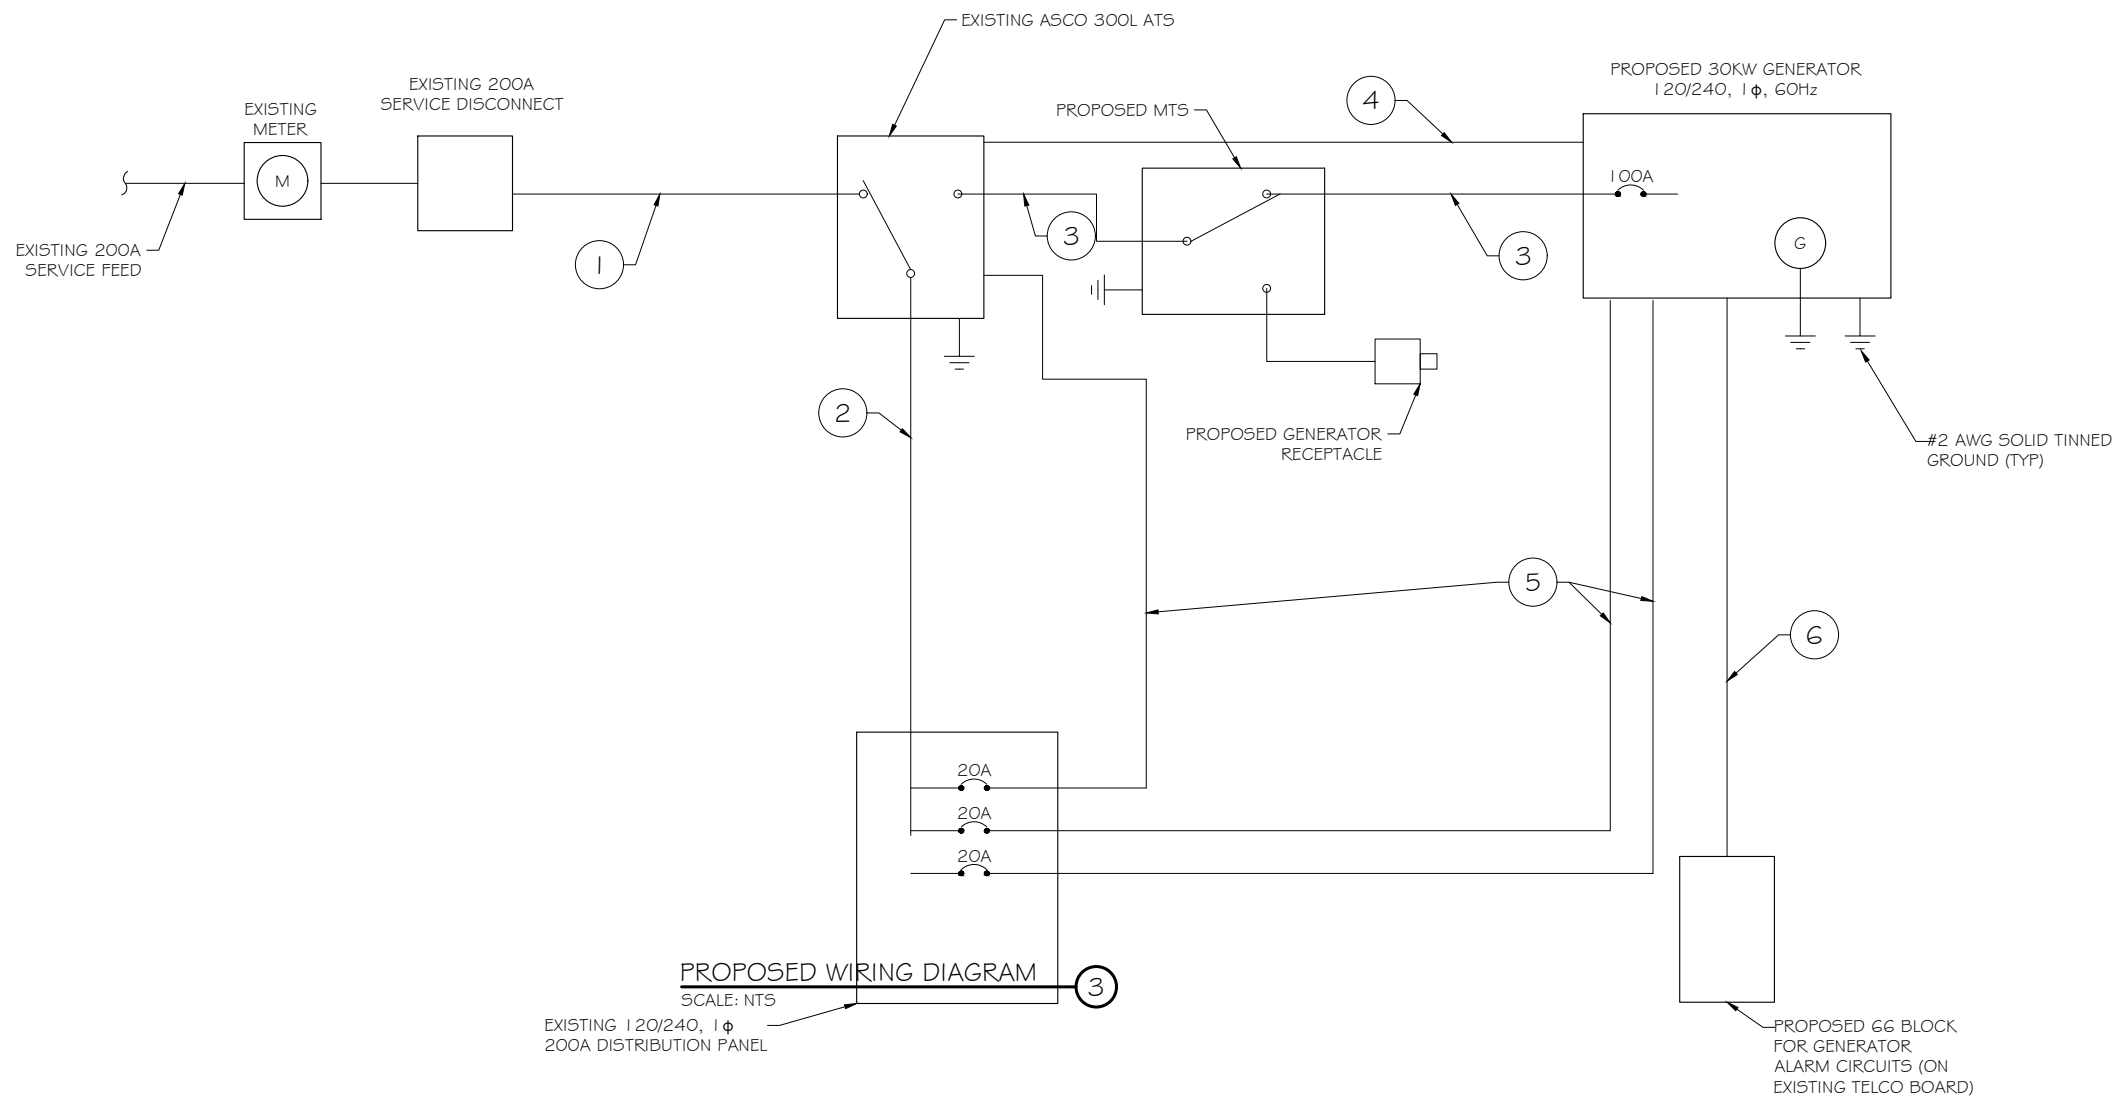 EXISTING ASCO 300L ATS
EXISTING 200A
SERVICE DISCONNECT
EXISTING
METER
M
EXISTING 200A
SERVICE FEED
1
PROPOSED MTS
4
PROPOSED 30KW GENERATOR
120/240, 1ϕ, 60Hz
100A
3
3
G
2
PROPOSED GENERATOR
RECEPTACLE
#2 AWG SOLID TINNED
GROUND (TYP)
5
6
20A
20A
20A
PROPOSED WIRING DIAGRAM
3
SCALE: NTS
EXISTING 120/240, 1ϕ
200A DISTRIBUTION PANEL
PROPOSED 66 BLOCK
FOR GENERATOR
ALARM CIRCUITS (ON
EXISTING TELCO BOARD)